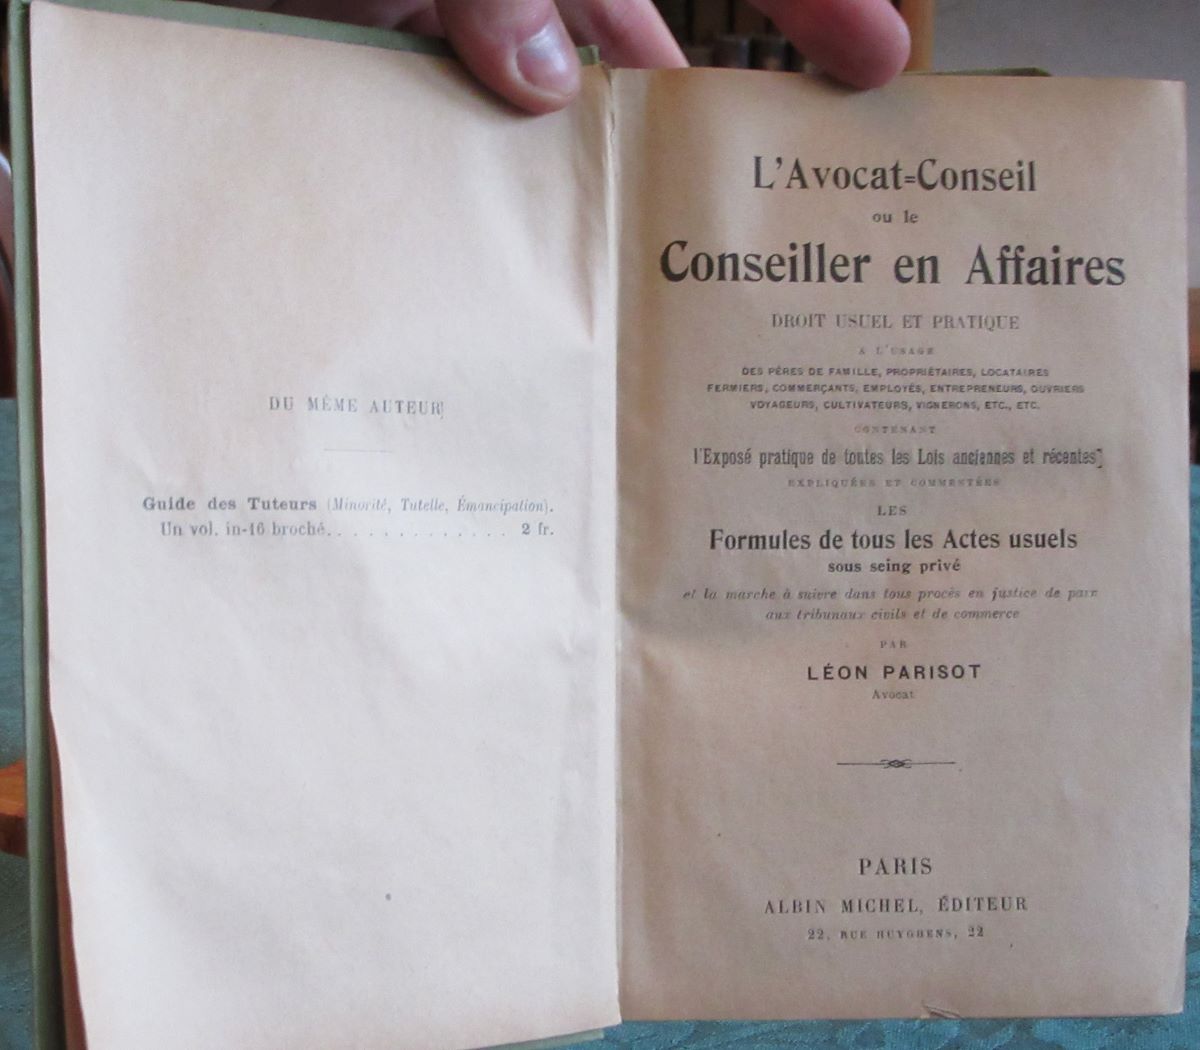 DU MÊME AUTEUR
Guide des Tuteurs (Minorité, Tutelle, Émancipation).
Un vol. in-16 broché. . . . . . . . . . . . . 2 fr.
L'Avocat=Conseil
ou le
Conseiller en Affaires
DROIT USUEL ET PRATIQUE
A L'USAGE
DES PÈRES DE FAMILLE, PROPRIÉTAIRES, LOCATAIRES
FERMIERS, COMMERÇANTS, EMPLOYÉS, ENTREPRENEURS, OUVRIERS
VOYAGEURS, CULTIVATEURS, VIGNERONS, ETC., ETC.
CONTENANT
l'Exposé pratique de toutes les Lois anciennes et récentes
EXPLIQUÉES ET COMMENTÉES
LES
Formules de tous les Actes usuels
sous seing privé
et la marche à suivre dans tous procès en justice de paix
aux tribunaux civils et de commerce
PAR
LÉON PARISOT
Avocat
PARIS
ALBIN MICHEL, ÉDITEUR
22, RUE HUYGHENS, 22